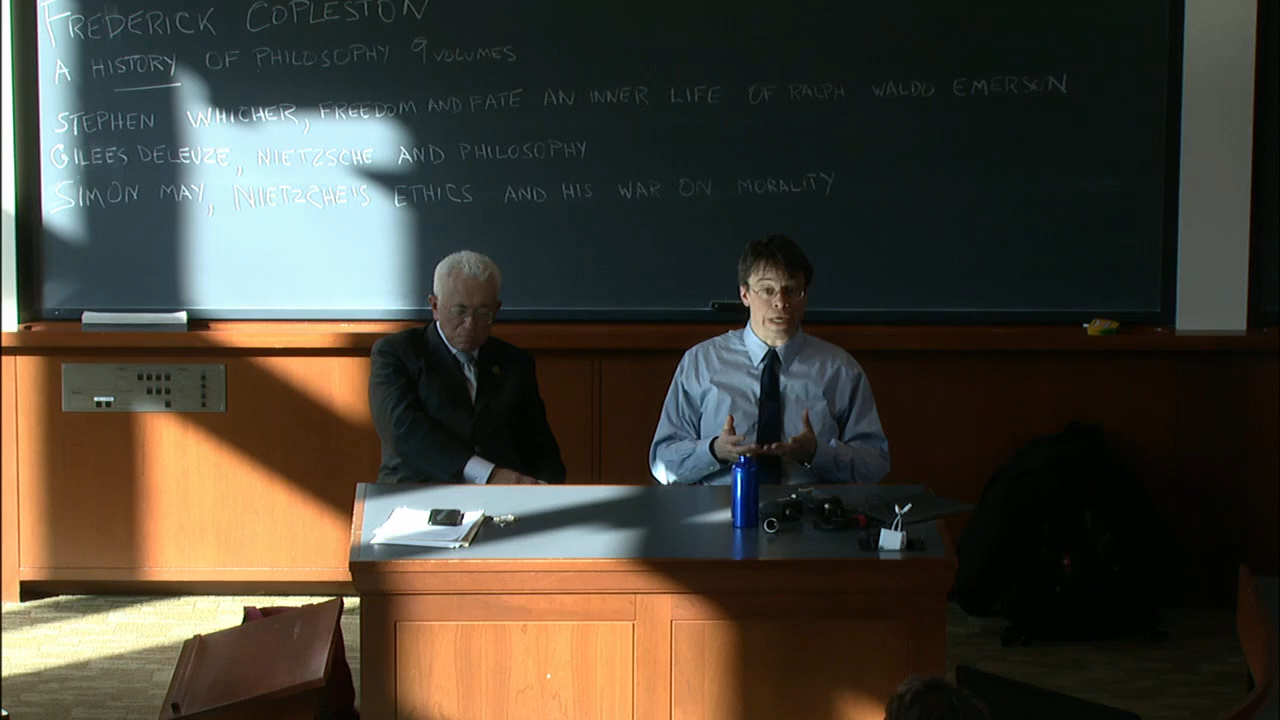 FREDERICK COPLESTON
A HISTORY OF PHILOSOPHY 9 VOLUMES
STEPHEN WHICHER, FREEDOM AND FATE AN INNER LIFE OF RALPH WALDO EMERSON
GILEES DELEUZE, NIETZSCHE AND PHILOSOPHY
SIMON MAY, NIETZCHE'S ETHICS AND HIS WAR ON MORALITY